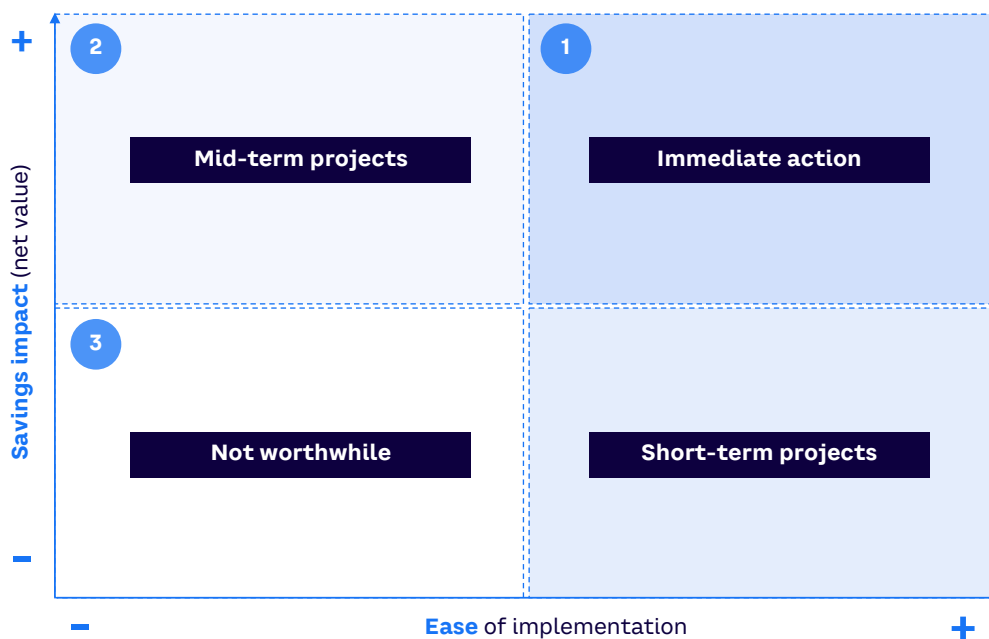 +
2
1
Mid-term projects
Immediate action
Savings impact (net value)
3
Not worthwhile
Short-term projects
–
–
Ease of implementation
+